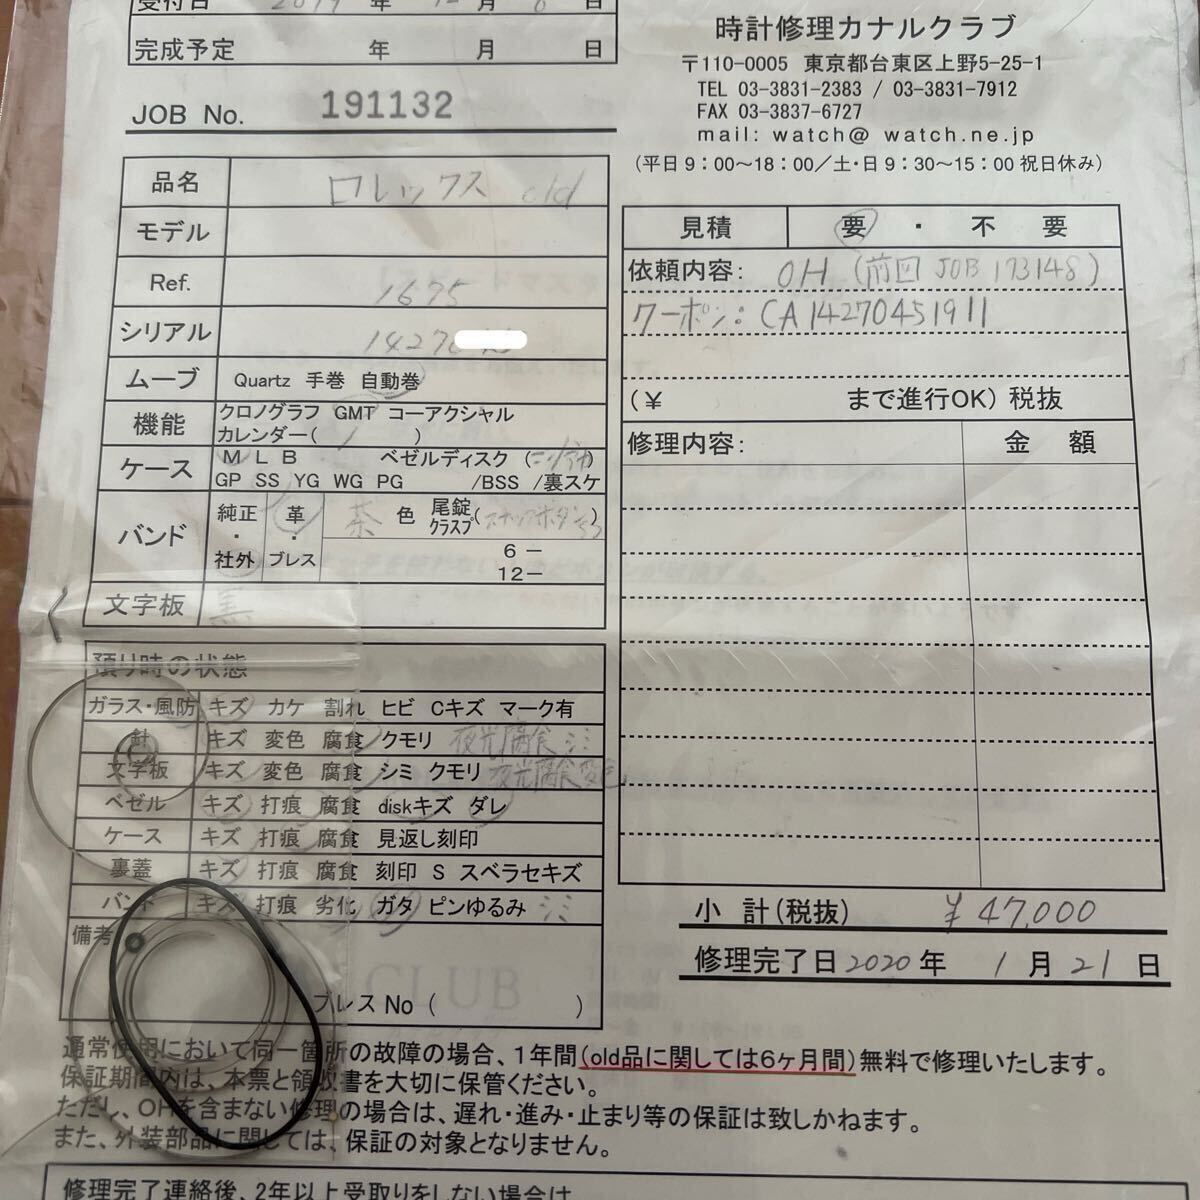 受付日 2019 年 12 月 8 日
完成予定 年 月 日
JOB No. 191132
時計修理カナルクラブ
〒110-0005 東京都台東区上野5-25-1
TEL 03-3831-2383 / 03-3831-7912
FAX 03-3837-6727
mail: watch@ watch.ne.jp
(平日9:00〜18:00/土・日9:30〜15:00 祝日休み)
品名 ロレックス old
モデル
Ref. 1675
シリアル 1427
ムーブ Quartz 手巻 自動巻
機能 クロノグラフ GMT コーアクシャル
カレンダー( 1 )
ケース M L B ベゼルディスク ( )
GP SS YG WG PG /BSS /裏スケ
バンド 純正・社外 革・ブレス 茶 色 尾錠 クラスプ( )
6 -
12-
文字板 黒
預り時の状態
ガラス・風防 キズ カケ 割れ ヒビ Cキズ マーク有
針 キズ 変色 腐食 クモリ 夜光腐食
文字板 キズ 変色 腐食 シミ クモリ 夜光腐食
ベゼル キズ 打痕 腐食 diskキズ ダレ
ケース キズ 打痕 腐食 見返し刻印
裏蓋 キズ 打痕 腐食 刻印 S スベラセキズ
バンド キズ 打痕 劣化 ガタ ピンゆるみ シミ
備考
ブレスNo ( )
見積 要 ・ 不 要
依頼内容: OH (前回 JOB 173148)
クーポン: CA14270451911
(¥ まで進行OK) 税抜
修理内容: 金 額
小 計(税抜) ¥47,000
修理完了日 2020 年 1 月 21 日
通常使用において同一箇所の故障の場合、1年間(old品に関しては6ヶ月間)無料で修理いたします。
保証期間内は、本票と領収書を大切に保管ください。
ただし、OHを含まない修理の場合は、遅れ・進み・止まり等の保証は致しかねます。
また、外装部品に関しては、保証の対象となりません。
修理完了連絡後、2年以上受取りをしない場合は